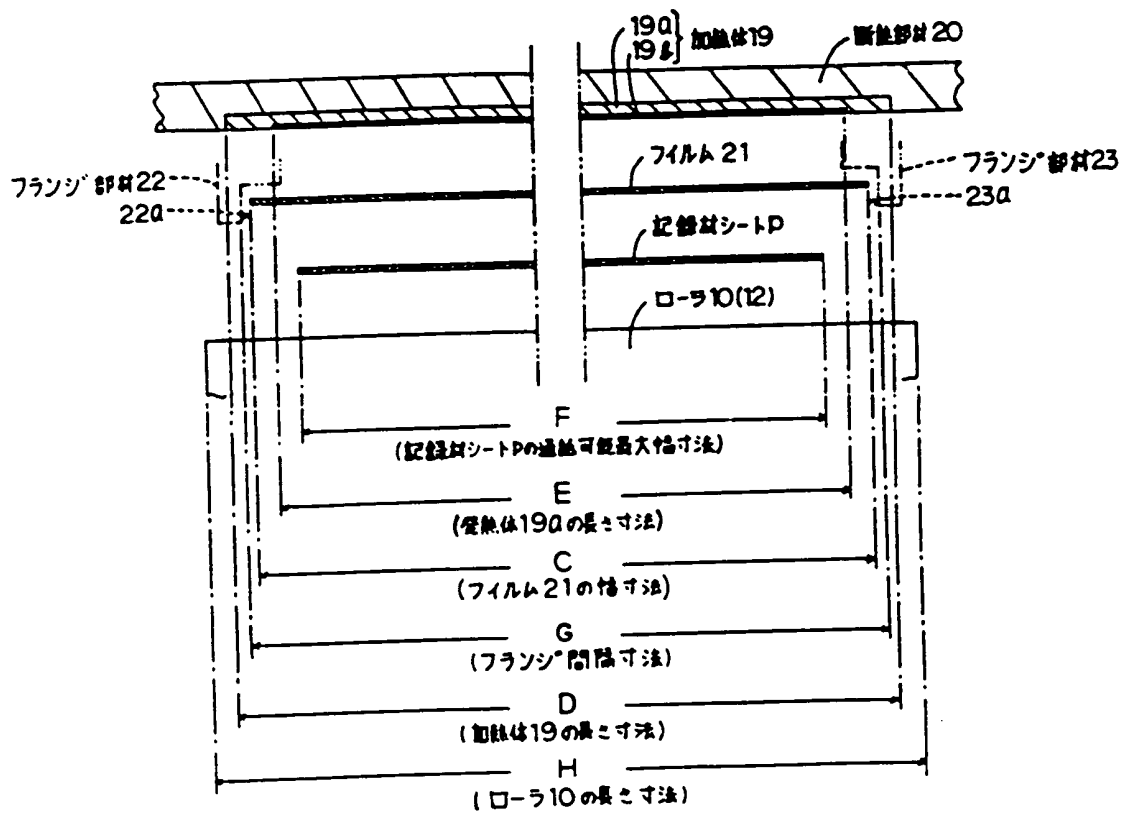 19a
19b } 加熱体19
断熱部材20
フィルム21
フランジ部材22
22a
フランジ部材23
23a
記録材シートP
ローラ10(12)
F
(記録材シートPの通紙可能最大幅寸法)
E
(発熱体19aの長さ寸法)
C
(フィルム21の幅寸法)
G
(フランジ間隔寸法)
D
(加熱体19の長さ寸法)
H
(ローラ10の長さ寸法)